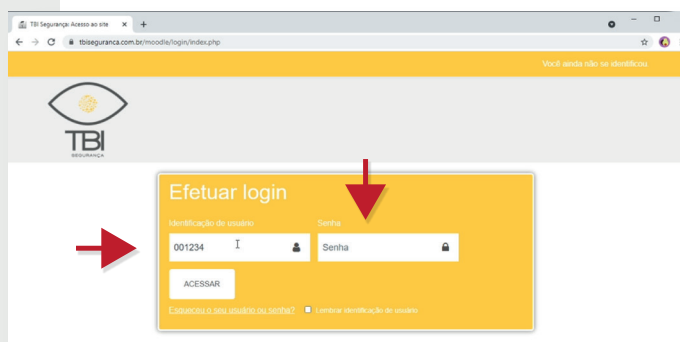 TBI Segurança: Acesso ao site
tbiseguranca.com.br/moodle/login/index.php
Você ainda não se identificou.
TBI
SEGURANÇA
Efetuar login
Identificação de usuário Senha
001234 Senha
ACESSAR
Esqueceu o seu usuário ou senha? Lembrar identificação de usuário